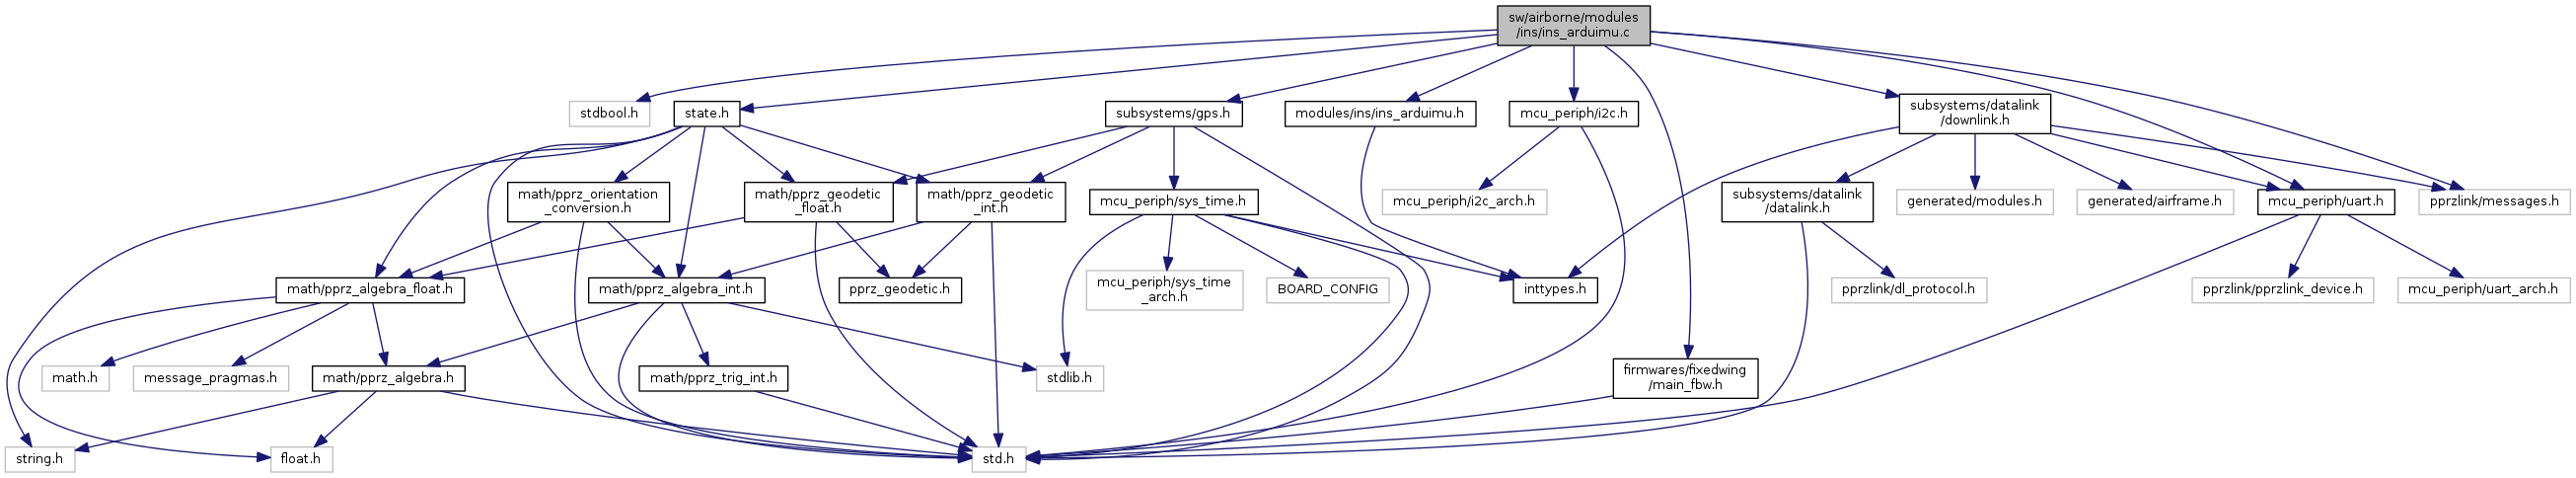 sw/airborne/modules
/ins/ins_arduimu.c
stdbool.h
state.h
subsystems/gps.h
modules/ins/ins_arduimu.h
mcu_periph/i2c.h
subsystems/datalink
/downlink.h
math/pprz_orientation
_conversion.h
math/pprz_geodetic
_float.h
math/pprz_geodetic
_int.h
mcu_periph/sys_time.h
mcu_periph/i2c_arch.h
subsystems/datalink
/datalink.h
generated/modules.h
generated/airframe.h
mcu_periph/uart.h
pprzlink/messages.h
math/pprz_algebra_float.h
math/pprz_algebra_int.h
pprz_geodetic.h
mcu_periph/sys_time
_arch.h
BOARD_CONFIG
inttypes.h
pprzlink/dl_protocol.h
pprzlink/pprzlink_device.h
mcu_periph/uart_arch.h
math.h
message_pragmas.h
math/pprz_algebra.h
math/pprz_trig_int.h
stdlib.h
firmwares/fixedwing
/main_fbw.h
string.h
float.h
std.h